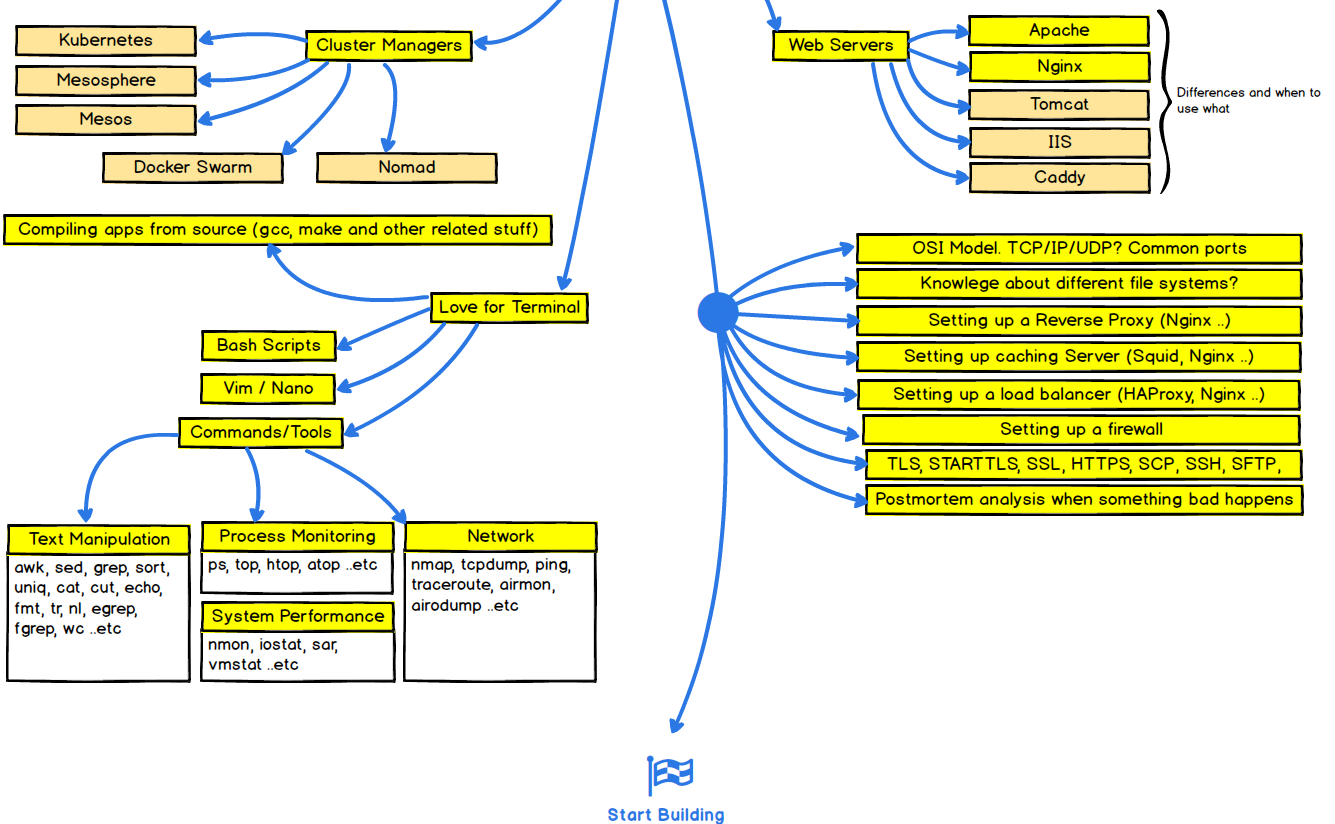 Cluster Managers
Kubernetes
Mesosphere
Mesos
Docker Swarm
Nomad
Web Servers
Apache
Nginx
Tomcat
IIS
Caddy
Differences and when to
use what
Compiling apps from source (gcc, make and other related stuff)
Love for Terminal
Bash Scripts
Vim / Nano
Commands/Tools
Text Manipulation
awk, sed, grep, sort,
uniq, cat, cut, echo,
fmt, tr, nl, egrep,
fgrep, wc ..etc
Process Monitoring
ps, top, htop, atop ..etc
System Performance
nmon, iostat, sar,
vmstat ..etc
Network
nmap, tcpdump, ping,
traceroute, airmon,
airodump ..etc
OSI Model. TCP/IP/UDP? Common ports
Knowlege about different file systems?
Setting up a Reverse Proxy (Nginx ..)
Setting up caching Server (Squid, Nginx ..)
Setting up a load balancer (HAProxy, Nginx ..)
Setting up a firewall
TLS, STARTTLS, SSL, HTTPS, SCP, SSH, SFTP,
Postmortem analysis when something bad happens
Start Building